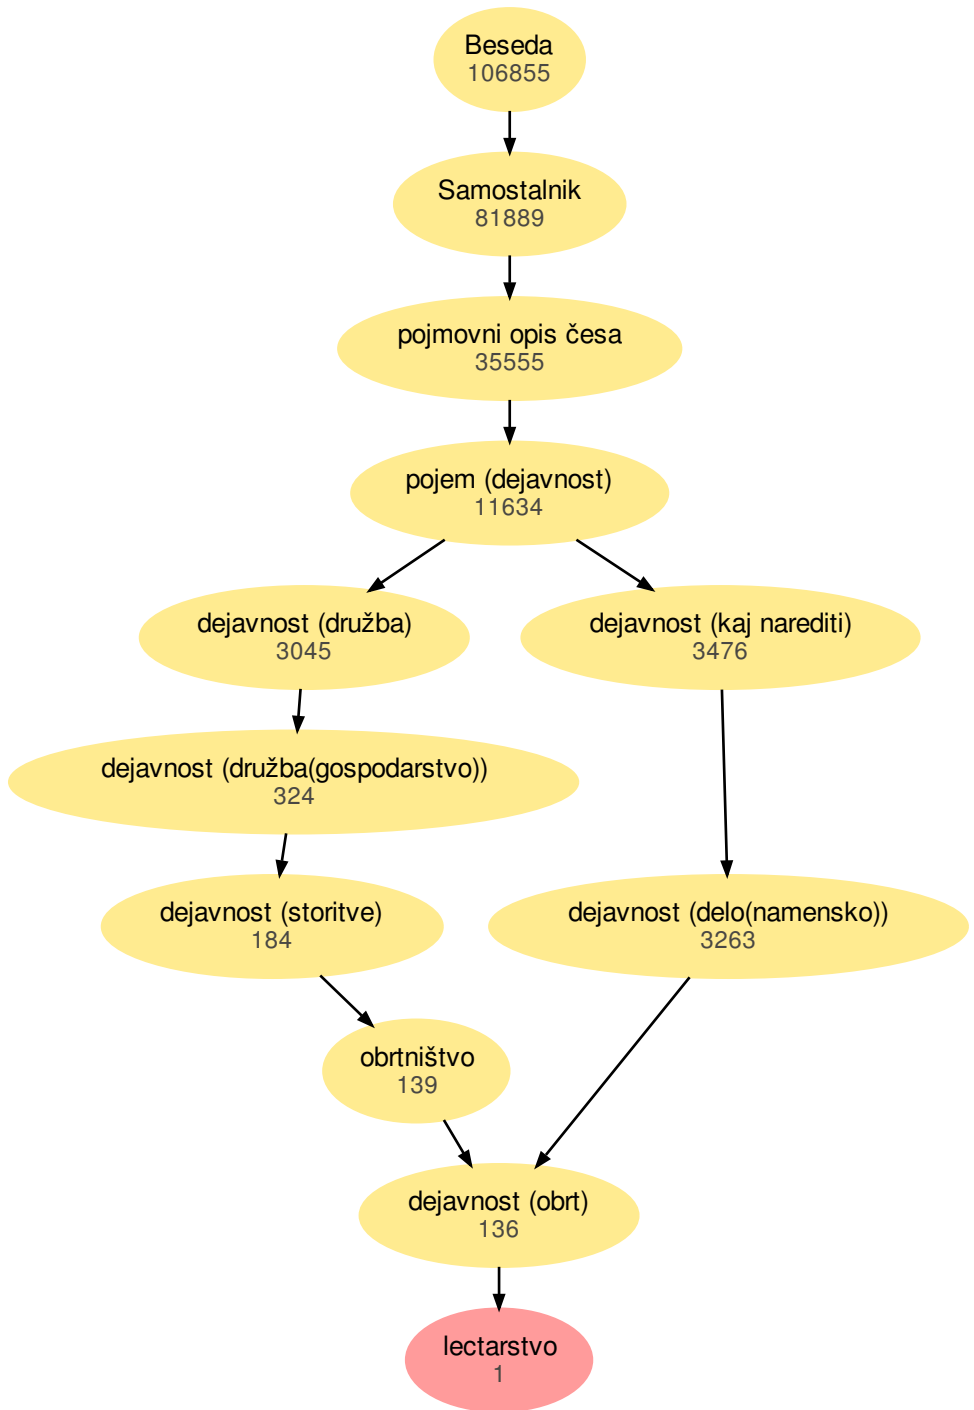 Beseda
106855
Samostalnik
81889
pojmovni opis česa
35555
pojem (dejavnost)
11634
dejavnost (družba)
3045
dejavnost (kaj narediti)
3476
dejavnost (družba(gospodarstvo))
324
dejavnost (storitve)
184
dejavnost (delo(namensko))
3263
obrtništvo
139
dejavnost (obrt)
136
lectarstvo
1